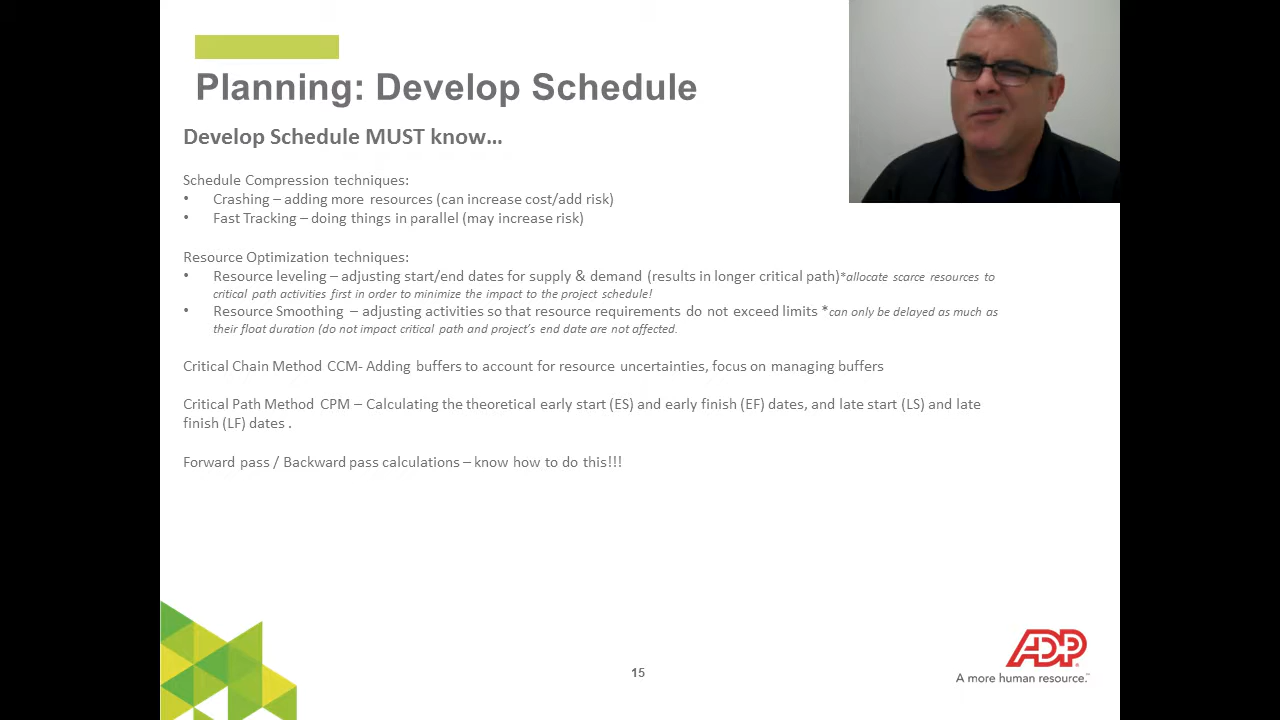 Planning: Develop Schedule
Develop Schedule MUST know...
Schedule Compression techniques:
• Crashing – adding more resources (can increase cost/add risk)
• Fast Tracking – doing things in parallel (may increase risk)
Resource Optimization techniques:
• Resource leveling – adjusting start/end dates for supply & demand (results in longer critical path)*allocate scarce resources to
critical path activities first in order to minimize the impact to the project schedule!
• Resource Smoothing – adjusting activities so that resource requirements do not exceed limits *can only be delayed as much as
their float duration (do not impact critical path and project's end date are not affected.
Critical Chain Method CCM- Adding buffers to account for resource uncertainties, focus on managing buffers
Critical Path Method CPM – Calculating the theoretical early start (ES) and early finish (EF) dates, and late start (LS) and late
finish (LF) dates .
Forward pass / Backward pass calculations – know how to do this!!!
15
ADP
A more human resource.™